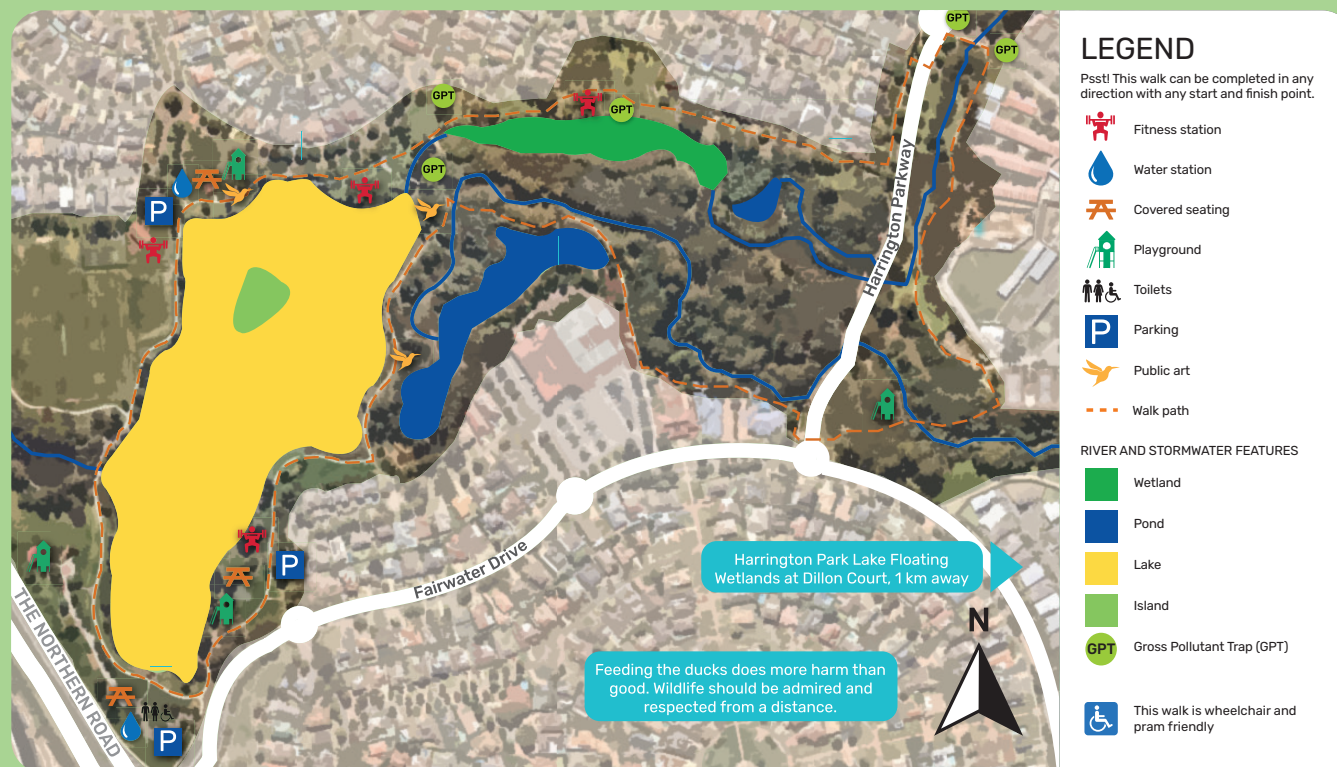 GPT
GPT
GPT
GPT
GPT
P
Harrington Parkway
Fairwater Drive
P
THE NORTHERN ROAD
P
Harrington Park Lake Floating
Wetlands at Dillon Court, 1 km away
Feeding the ducks does more harm than
good. Wildlife should be admired and
respected from a distance.
N
LEGEND
Psst! This walk can be completed in any
direction with any start and finish point.
Fitness station
Water station
Covered seating
Playground
Toilets
P Parking
Public art
Walk path
RIVER AND STORMWATER FEATURES
Wetland
Pond
Lake
Island
GPT Gross Pollutant Trap (GPT)
This walk is wheelchair and
pram friendly